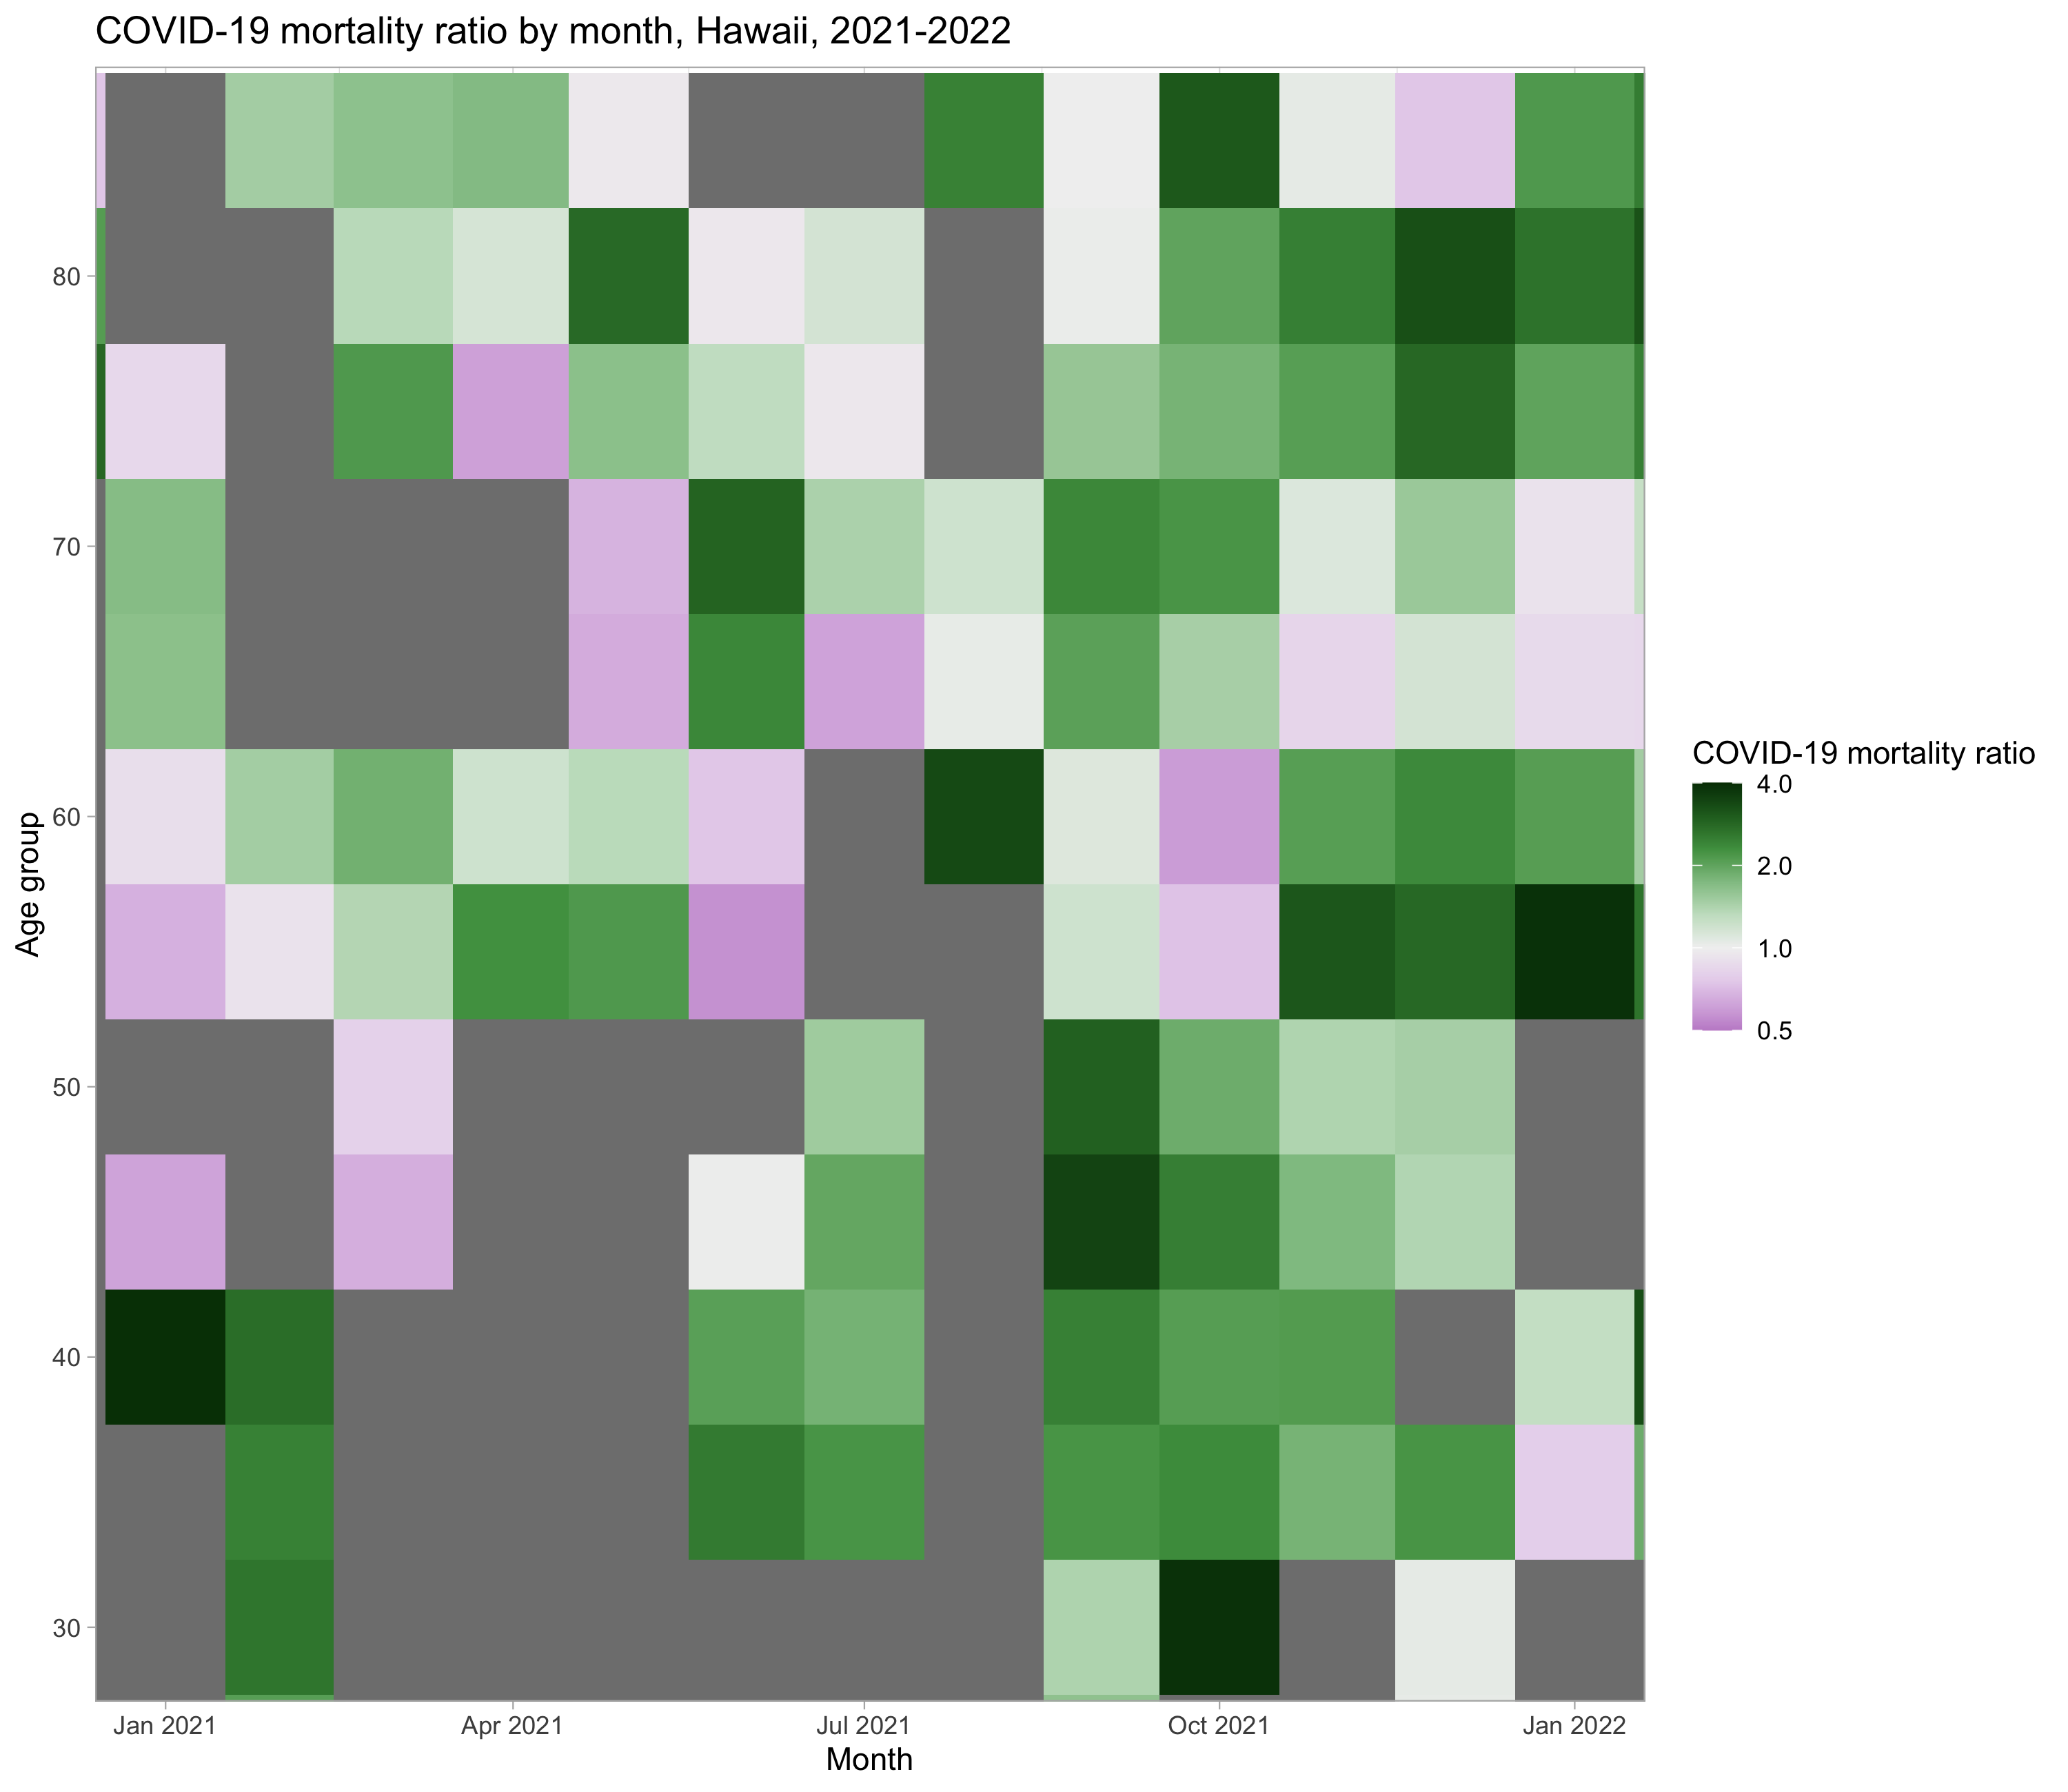 COVID-19 mortality ratio by month, Hawaii, 2021-2022
80
70
60
50
40
30
Age group
Jan 2021
Apr 2021
Jul 2021
Oct 2021
Jan 2022
Month
COVID-19 mortality ratio
4.0
2.0
1.0
0.5